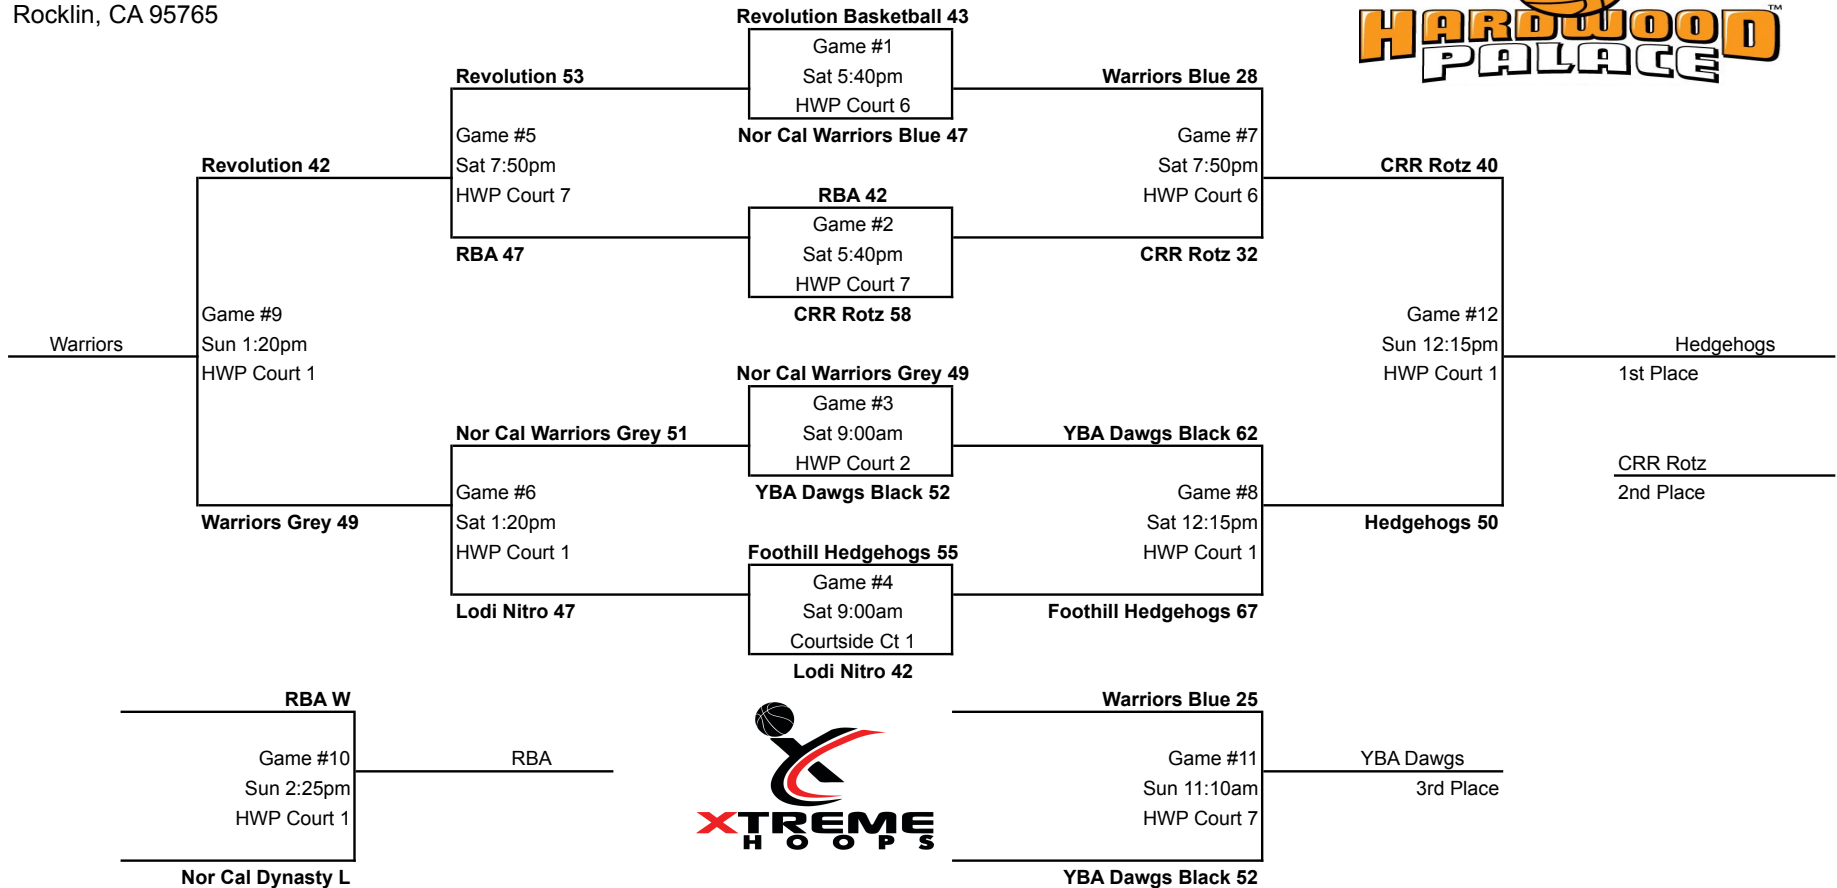 Rocklin, CA 95765
HARDWOOD
PALACE
TM
Revolution Basketball 43
Game #1
Sat 5:40pm
HWP Court 6
Nor Cal Warriors Blue 47
Revolution 53
Warriors Blue 28
Game #5
Sat 7:50pm
HWP Court 7
Game #7
Sat 7:50pm
HWP Court 6
Revolution 42
CRR Rotz 40
RBA 42
Game #2
Sat 5:40pm
HWP Court 7
CRR Rotz 58
RBA 47
CRR Rotz 32
Game #9
Sun 1:20pm
HWP Court 1
Warriors
Game #12
Sun 12:15pm
HWP Court 1
Hedgehogs
1st Place
Nor Cal Warriors Grey 49
Game #3
Sat 9:00am
HWP Court 2
YBA Dawgs Black 52
Nor Cal Warriors Grey 51
YBA Dawgs Black 62
CRR Rotz
2nd Place
Game #6
Sat 1:20pm
HWP Court 1
Game #8
Sat 12:15pm
HWP Court 1
Warriors Grey 49
Hedgehogs 50
Foothill Hedgehogs 55
Game #4
Sat 9:00am
Courtside Ct 1
Lodi Nitro 42
Lodi Nitro 47
Foothill Hedgehogs 67
RBA W
Game #10
Sun 2:25pm
HWP Court 1
Nor Cal Dynasty L
RBA
XTREME
HOOPS
Warriors Blue 25
Game #11
Sun 11:10am
HWP Court 7
YBA Dawgs Black 52
YBA Dawgs
3rd Place